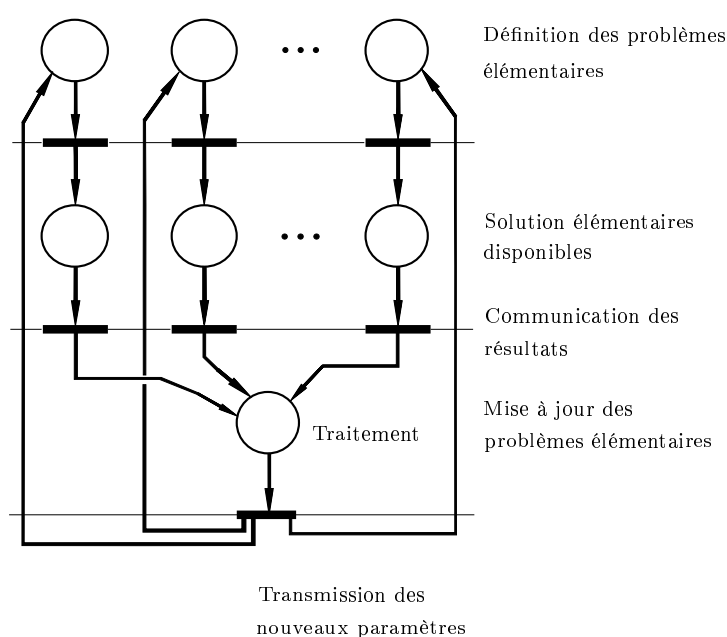 Définition des problèmes
élémentaires
Solution élémentaires
disponibles
Communication des
résultats
Mise à jour des
problèmes élémentaires
Traitement
Transmission des
nouveaux paramètres